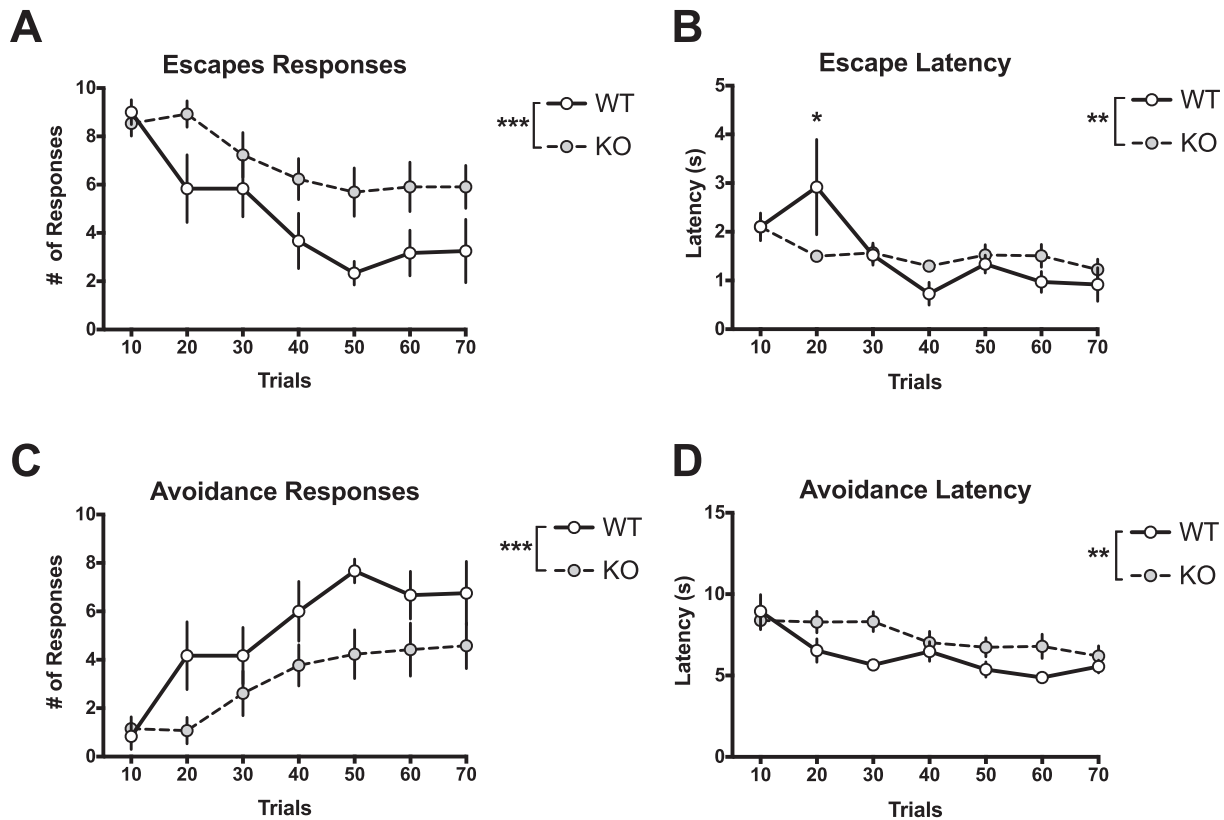 A
Escapes Responses
# of Responses
10
8
6
4
2
0
10 20 30 40 50 60 70
Trials
***
WT
KO
B
Escape Latency
Latency (s)
5
4
3
2
1
0
*
10 20 30 40 50 60 70
Trials
**
WT
KO
C
Avoidance Responses
# of Responses
10
8
6
4
2
0
10 20 30 40 50 60 70
Trials
***
WT
KO
D
Avoidance Latency
Latency (s)
15
10
5
0
10 20 30 40 50 60 70
Trials
**
WT
KO